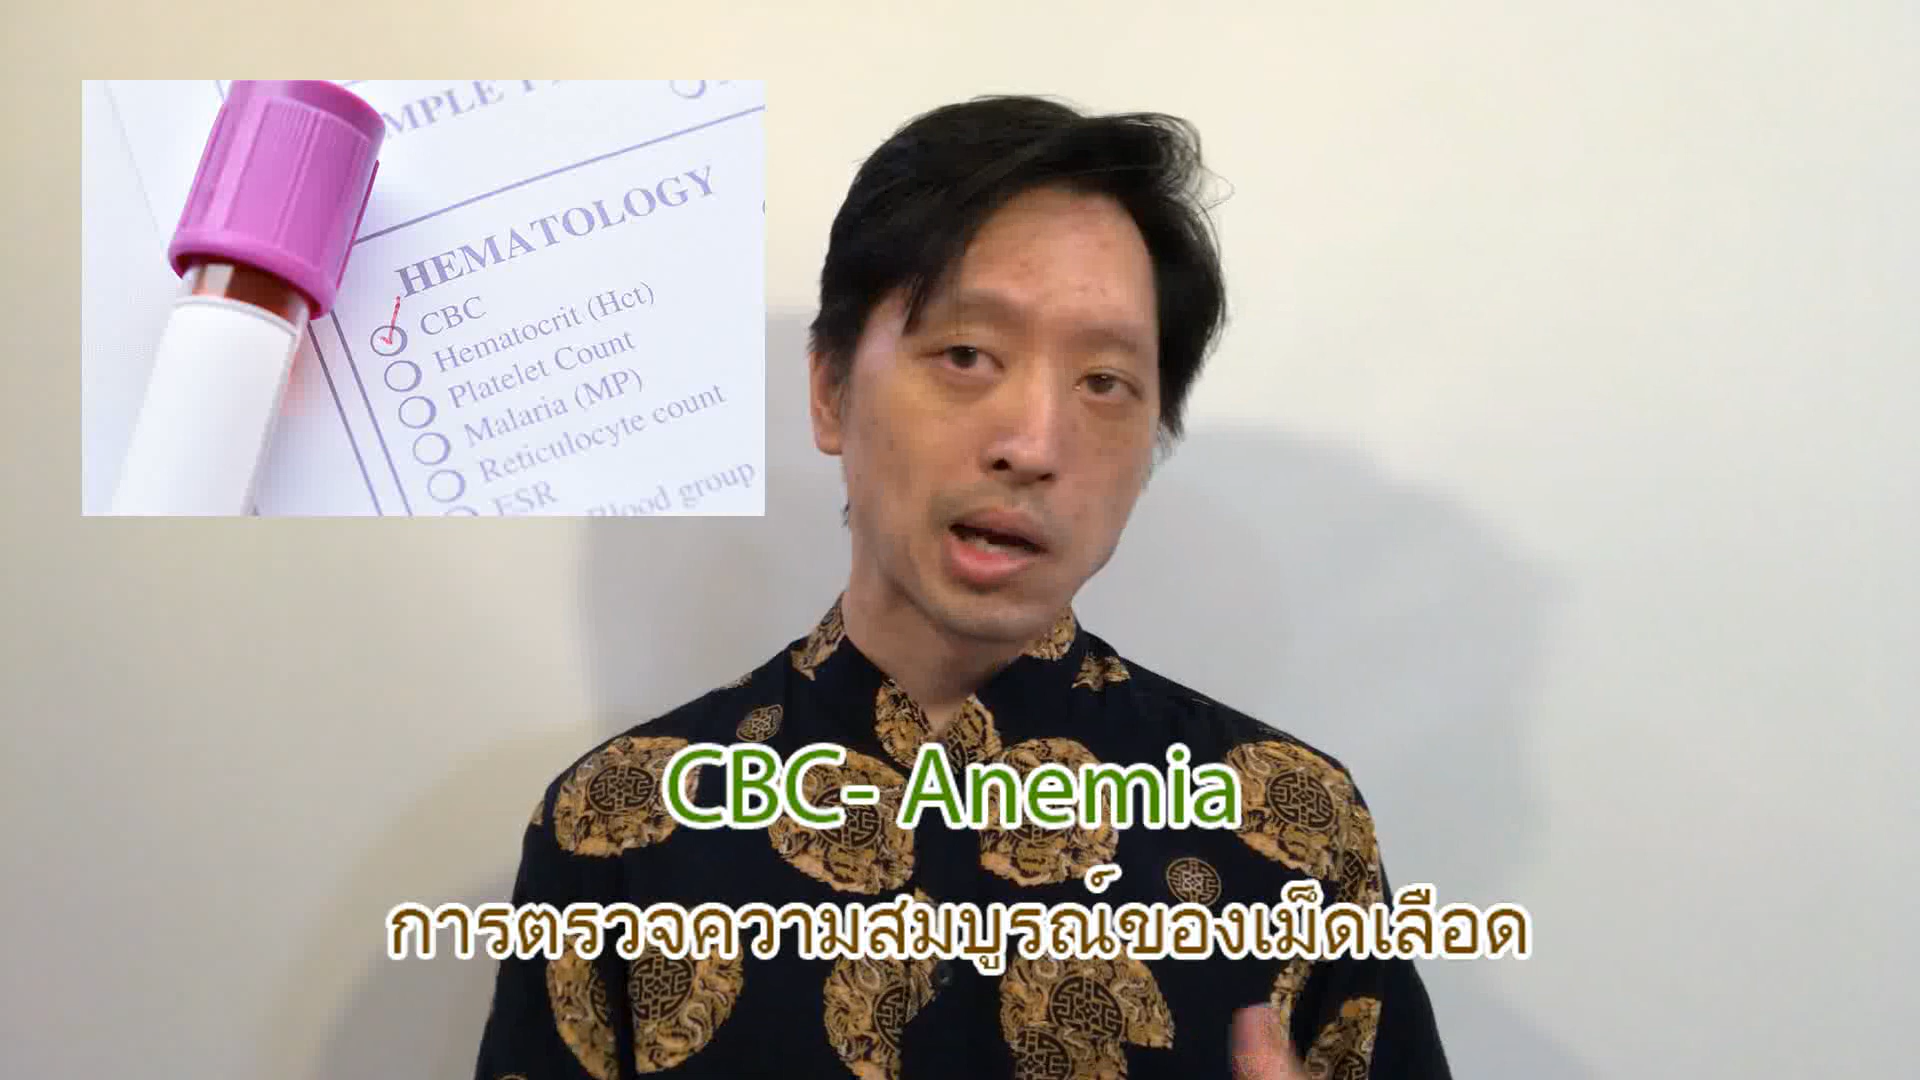 HEMATOLOGY
CBC
Hematocrit (Hct)
Platelet Count
Malaria (MP)
Reticulocyte count
ESR
Blood group
CBC- Anemia
การตรวจความสมบูรณ์ของเม็ดเลือด